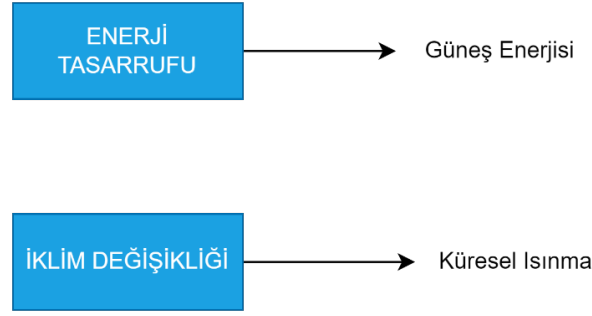 ENERJİ
TASARRUFU
Güneş Enerjisi
İKLİM DEĞİŞİKLİĞİ
Küresel Isınma